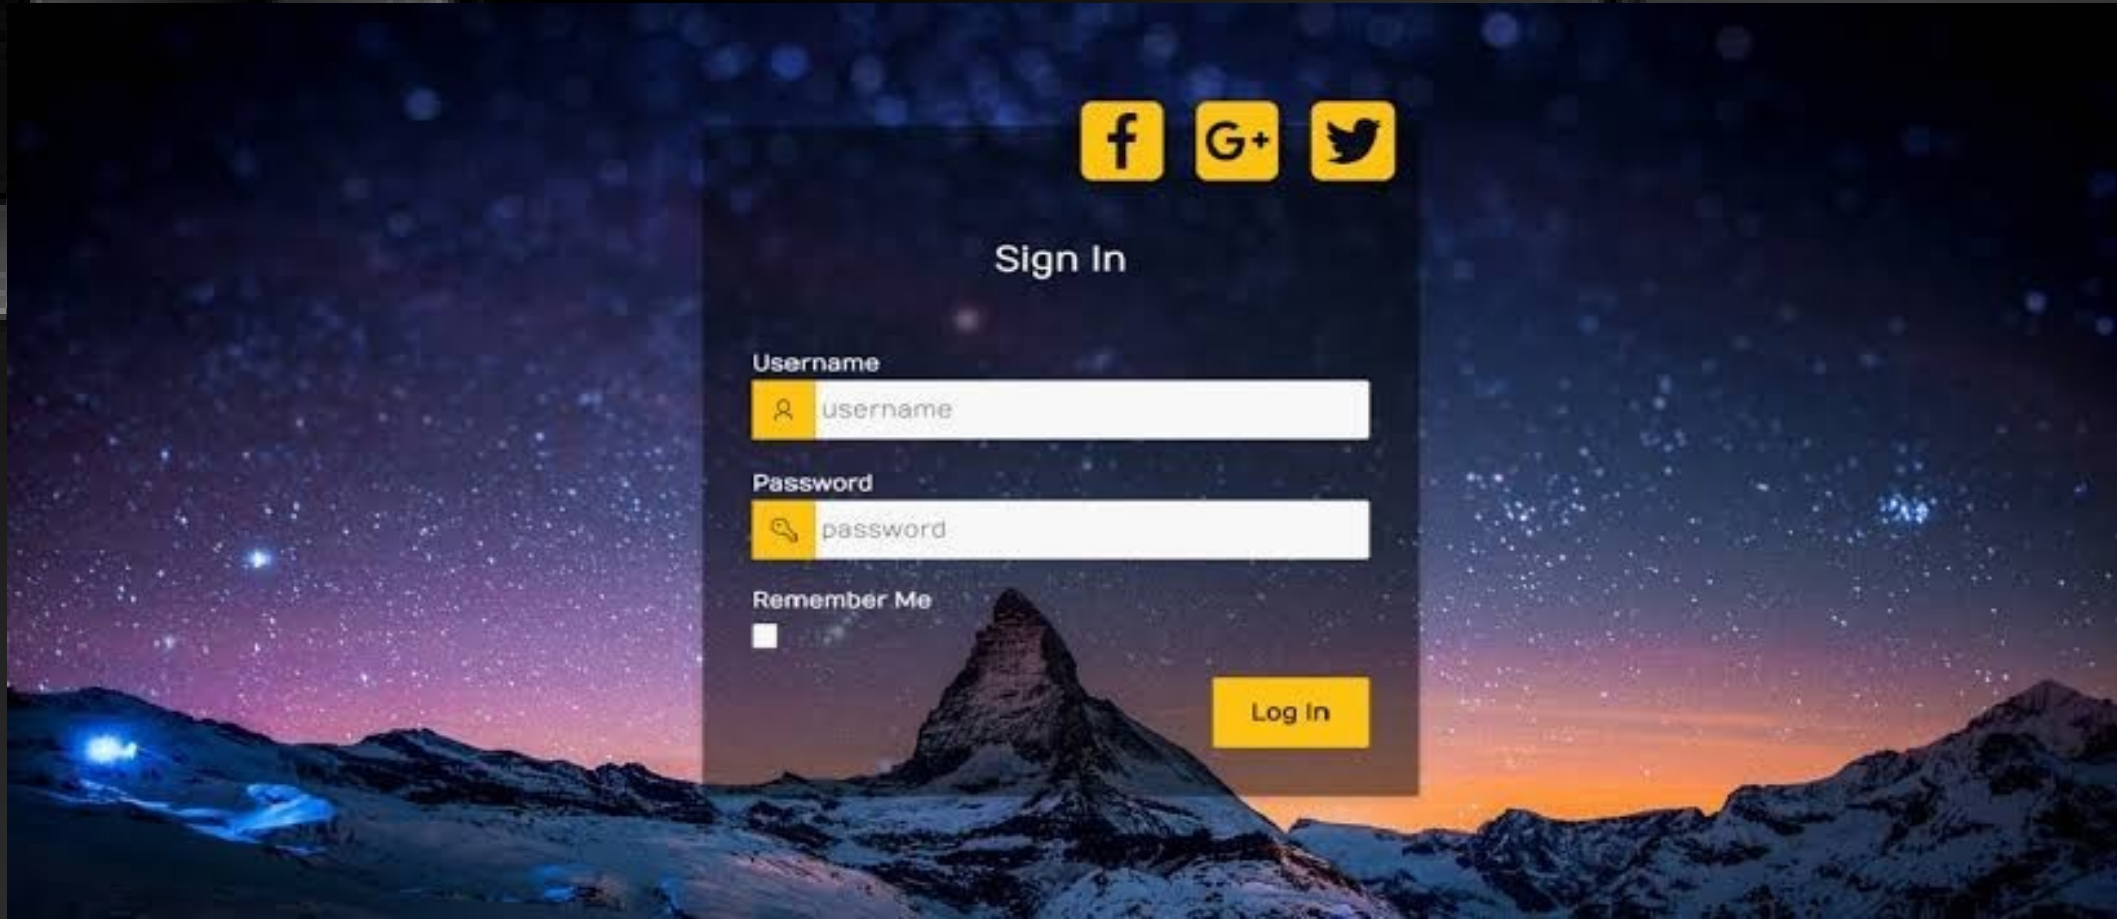 f G+
Sign In
Username
username
Password
password
Remember Me
Log In